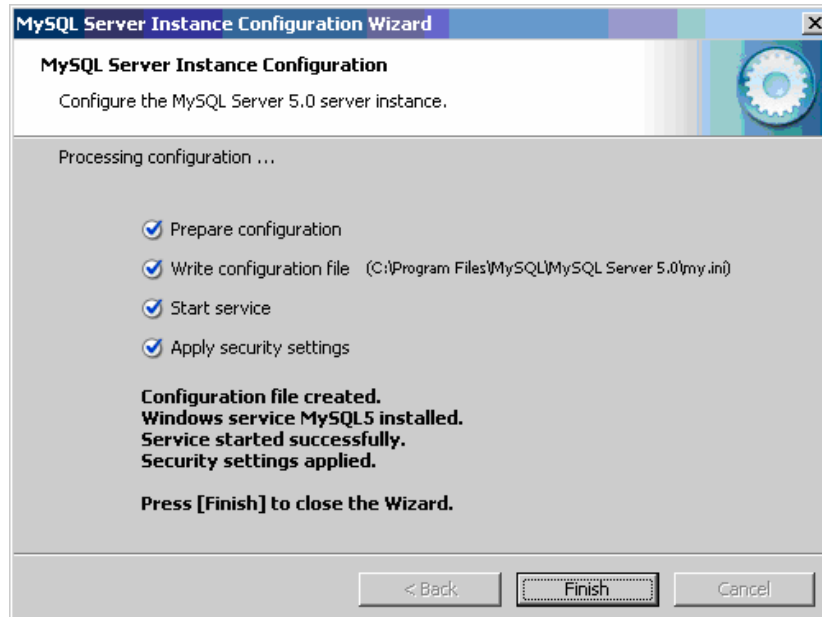 MySQL Server Instance Configuration Wizard
MySQL Server Instance Configuration
Configure the MySQL Server 5.0 server instance.
Processing configuration ...
Prepare configuration
Write configuration file (C:\Program Files\MySQL\MySQL Server 5.0\my.ini)
Start service
Apply security settings
Configuration file created.
Windows service MySQL5 installed.
Service started successfully.
Security settings applied.
Press [Finish] to close the Wizard.
< Back Finish Cancel